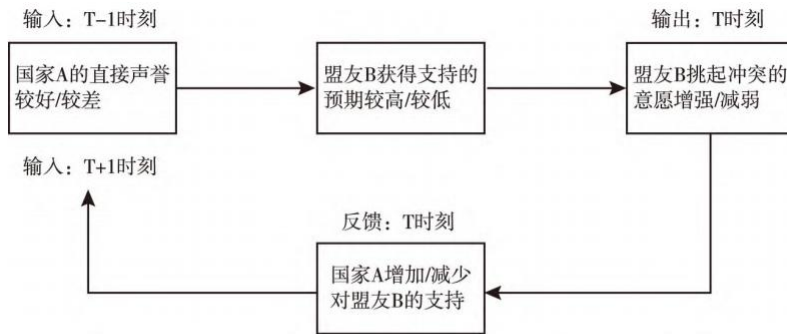 输入：T−1时刻
输出：T时刻
国家A的直接声誉
较好/较差
盟友B获得支持的
预期较高/较低
盟友B挑起冲突的
意愿增强/减弱
输入：T+1时刻
反馈：T时刻
国家A增加/减少
对盟友B的支持